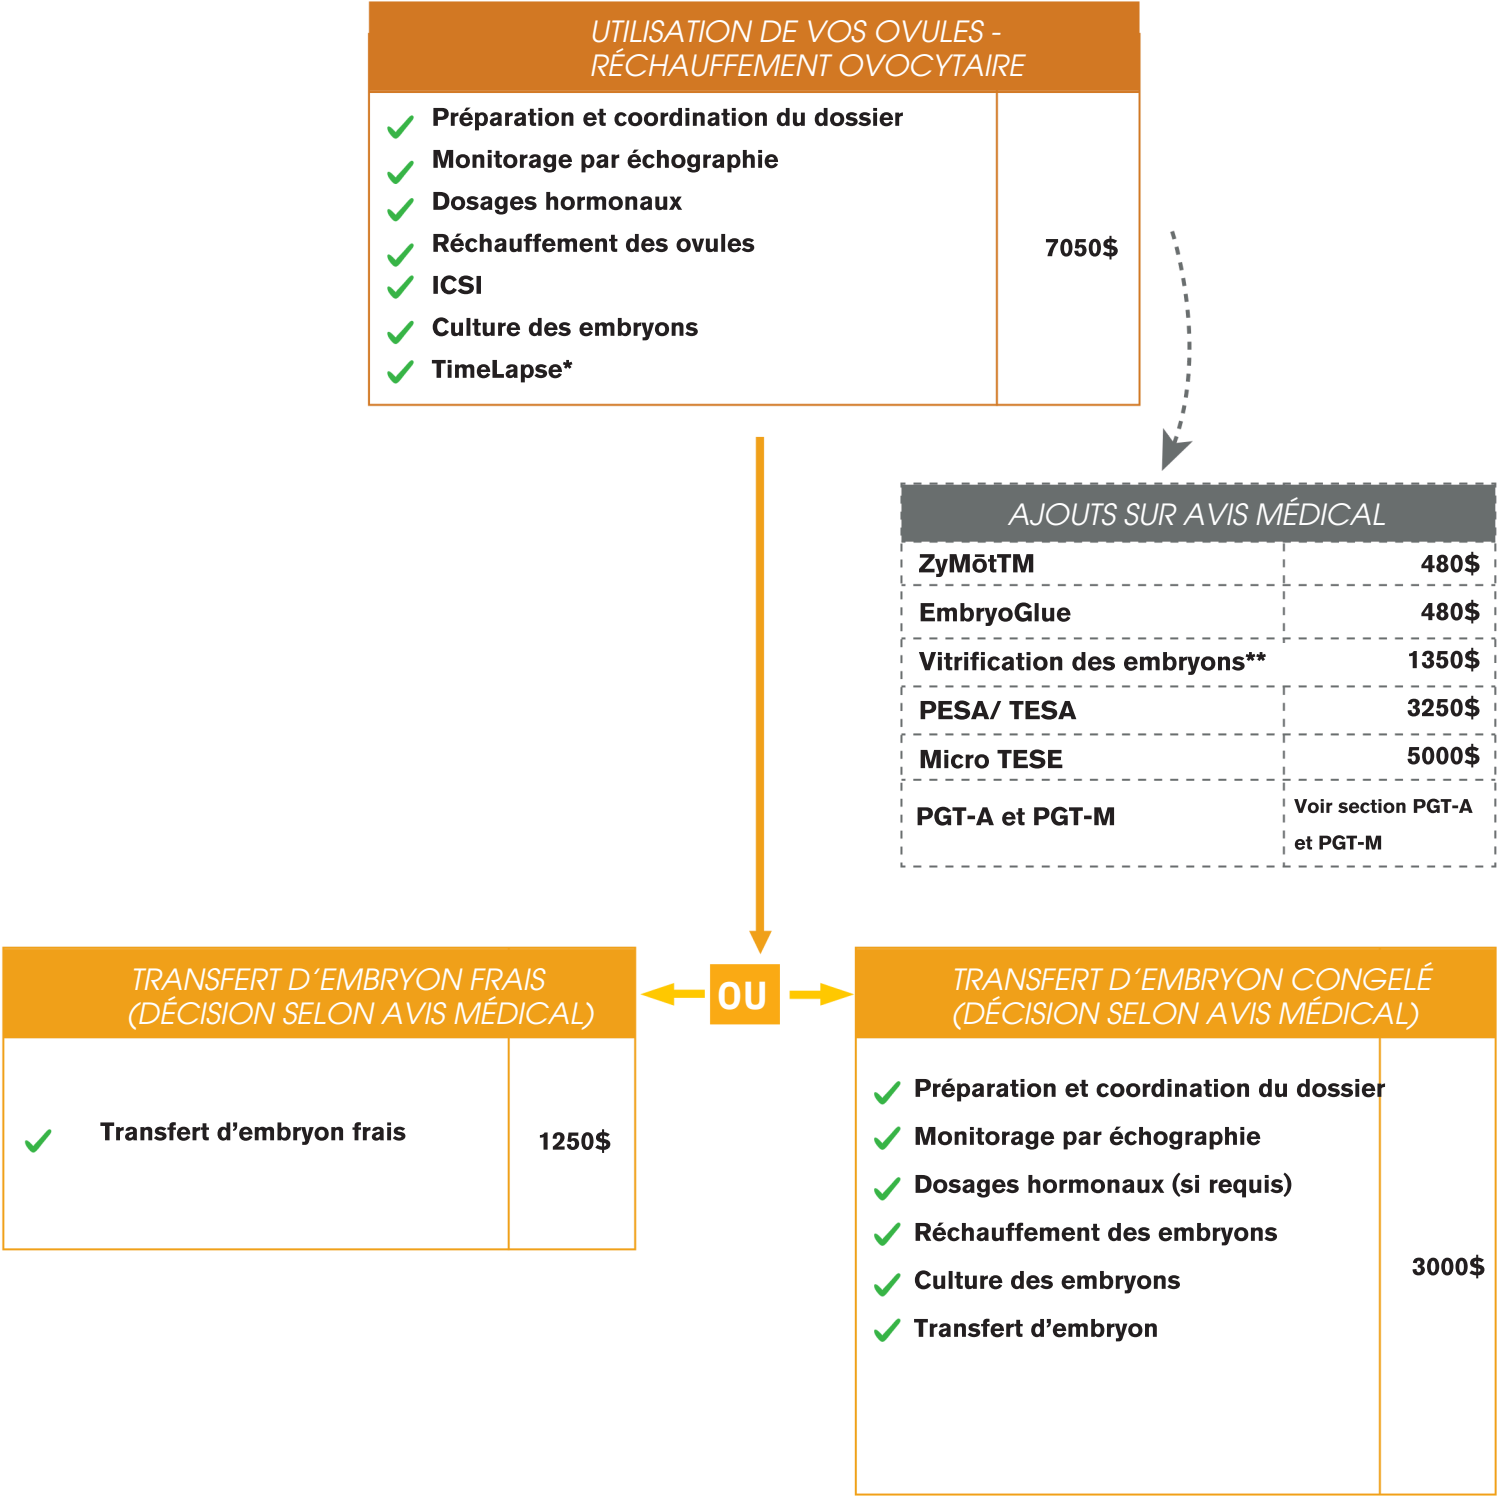 UTILISATION DE VOS OVULES -
RÉCHAUFFEMENT OVOCYTAIRE
Préparation et coordination du dossier
Monitorage par échographie
Dosages hormonaux
Réchauffement des ovules
7050$
ICSI
Culture des embryons
TimeLapse*
AJOUTS SUR AVIS MÉDICAL
ZyMōtTM 480$
EmbryoGlue 480$
Vitrification des embryons** 1350$
PESA/ TESA 3250$
Micro TESE 5000$
PGT-A et PGT-M
Voir section PGT-A
et PGT-M
OU
TRANSFERT D'EMBRYON FRAIS
(DÉCISION SELON AVIS MÉDICAL)
Transfert d’embryon frais
1250$
TRANSFERT D'EMBRYON CONGELÉ
(DÉCISION SELON AVIS MÉDICAL)
Préparation et coordination du dossier
Monitorage par échographie
Dosages hormonaux (si requis)
Réchauffement des embryons
3000$
Culture des embryons
Transfert d’embryon